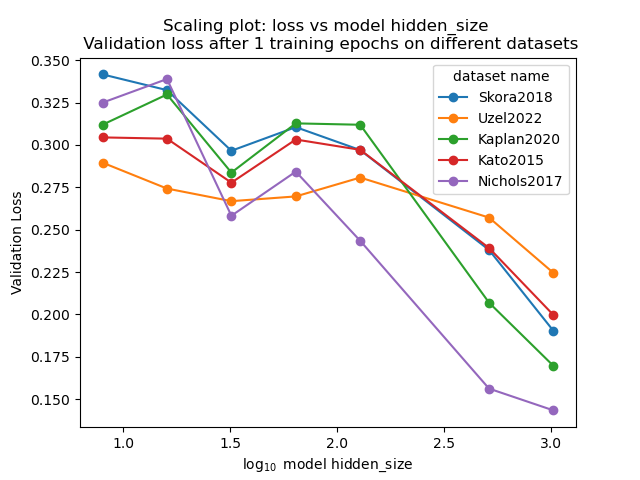 Scaling plot: loss vs model hidden_size
Validation loss after 1 training epochs on different datasets
dataset name
Skora2018
Uzel2022
Kaplan2020
Kato2015
Nichols2017
Validation Loss
0.350
0.325
0.300
0.275
0.250
0.225
0.200
0.175
0.150
1.0 1.5 2.0 2.5 3.0
log₁₀ model hidden_size